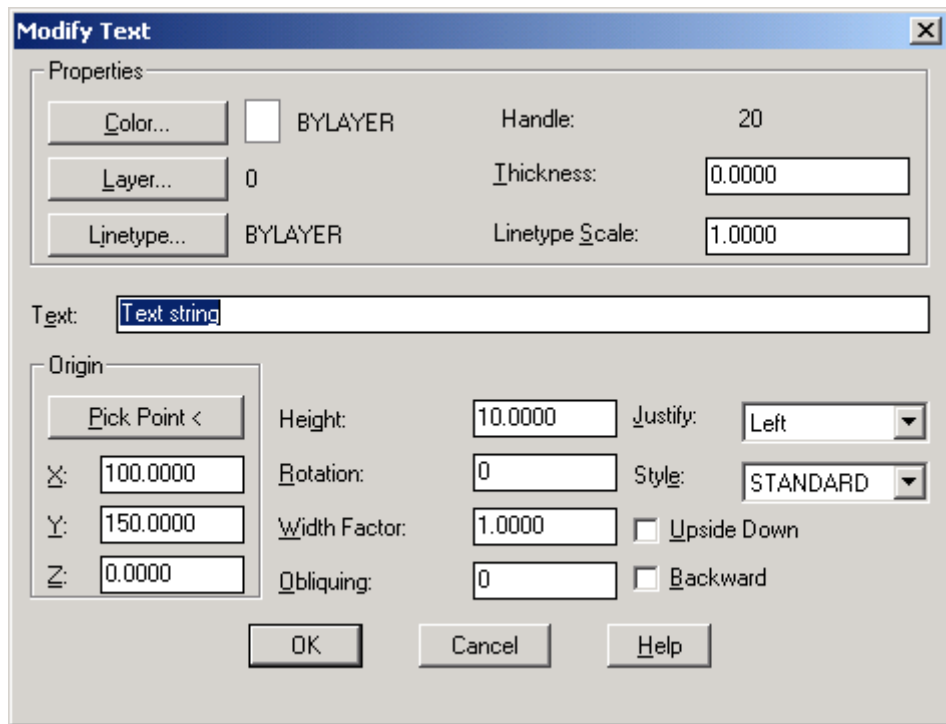 Modify Text
Properties
Color... BYLAYER Handle: 20
Layer... 0 Thickness: 0.0000
Linetype... BYLAYER Linetype Scale: 1.0000
Text: Text string
Origin
Pick Point < Height: 10.0000 Justify: Left
X: 100.0000 Rotation: 0 Style: STANDARD
Y: 150.0000 Width Factor: 1.0000 Upside Down
Z: 0.0000 Obliquing: 0 Backward
OK Cancel Help